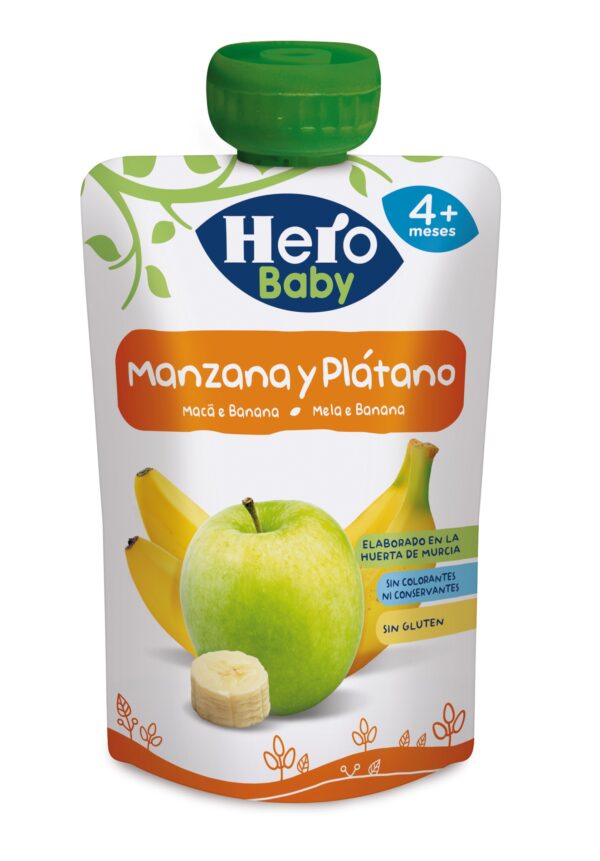 Hero
Baby
4+
meses
Manzana y Plátano
Maçã e Banana • Mela e Banana
ELABORADO EN LA
HUERTA DE MURCIA
SIN COLORANTES
NI CONSERVANTES
SIN GLUTEN